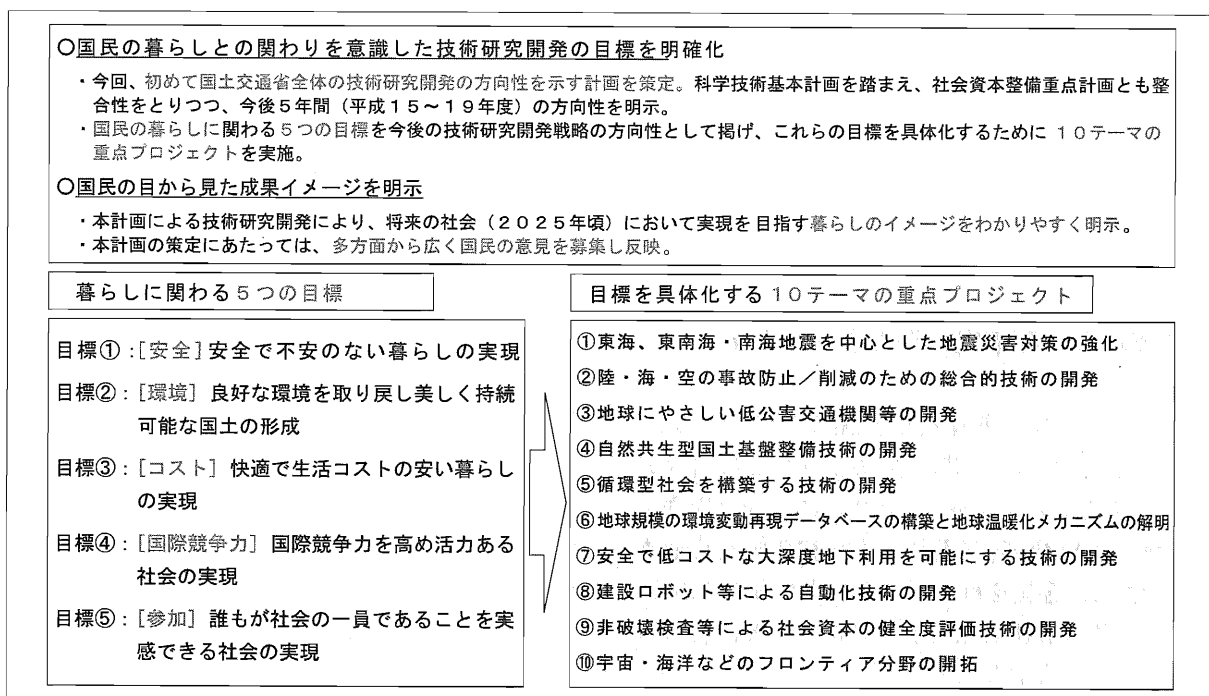 ○国民の暮らしとの関わりを意識した技術研究開発の目標を明確化
・今回、初めて国土交通省全体の技術研究開発の方向性を示す計画を策定。科学技術基本計画を踏まえ、社会資本整備重点計画とも整
合性をとりつつ、今後５年間（平成１５～１９年度）の方向性を明示。
・国民の暮らしに関わる５つの目標を今後の技術研究開発戦略の方向性として掲げ、これらの目標を具体化するために１０テーマの
重点プロジェクトを実施。
○国民の目から見た成果イメージを明示
・本計画による技術研究開発により、将来の社会（２０２５年頃）において実現を目指す暮らしのイメージをわかりやすく明示。
・本計画の策定にあたっては、多方面から広く国民の意見を募集し反映。
暮らしに関わる５つの目標
目標①：［安全］安全で不安のない暮らしの実現
目標②：［環境］良好な環境を取り戻し美しく持続
可能な国土の形成
目標③：［コスト］快適で生活コストの安い暮らし
の実現
目標④：［国際競争力］国際競争力を高め活力ある
社会の実現
目標⑤：［参加］誰もが社会の一員であることを実
感できる社会の実現
目標を具体化する１０テーマの重点プロジェクト
①東海、東南海・南海地震を中心とした地震災害対策の強化
②陸・海・空の事故防止／削減のための総合的技術の開発
③地球にやさしい低公害交通機関等の開発
④自然共生型国土基盤整備技術の開発
⑤循環型社会を構築する技術の開発
⑥地球規模の環境変動再現データベースの構築と地球温暖化メカニズムの解明
⑦安全で低コストな大深度地下利用を可能にする技術の開発
⑧建設ロボット等による自動化技術の開発
⑨非破壊検査等による社会資本の健全度評価技術の開発
⑩宇宙・海洋などのフロンティア分野の開拓